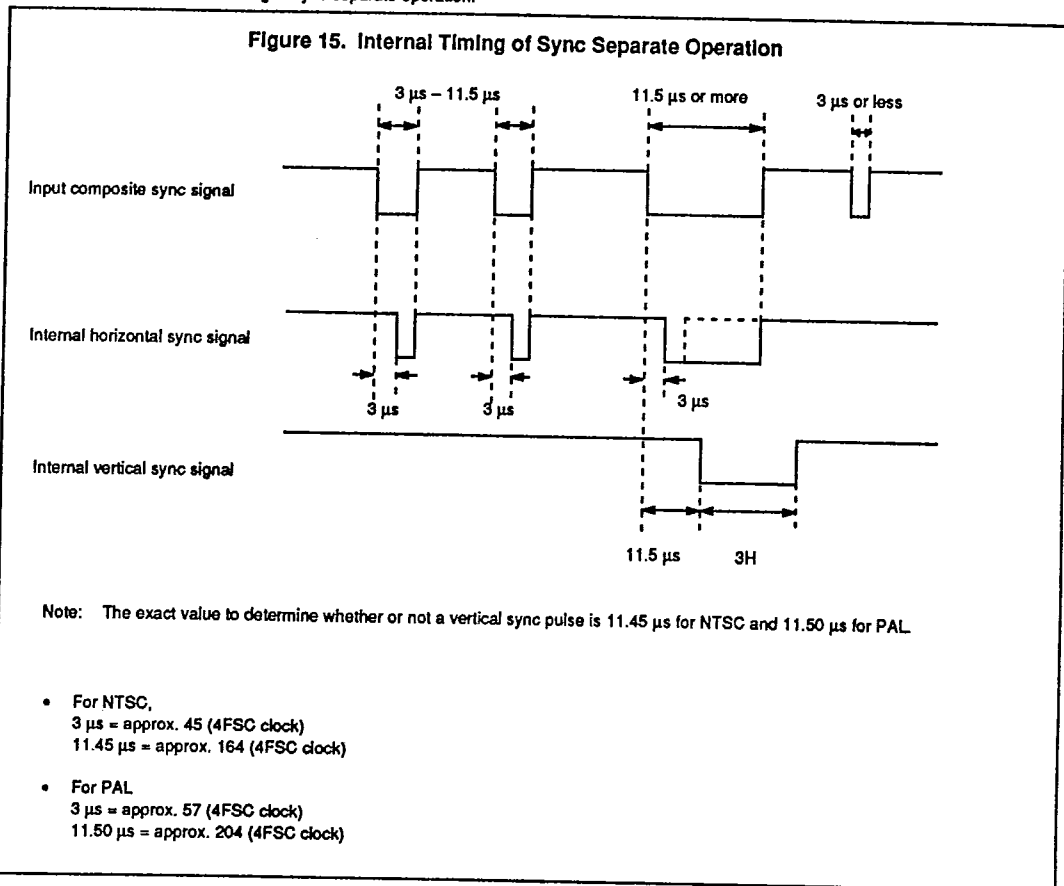 Figure 15. Internal Timing of Sync Separate Operation
3 µs – 11.5 µs
11.5 µs or more
3 µs or less
Input composite sync signal
Internal horizontal sync signal
3 µs
3 µs
3 µs
Internal vertical sync signal
11.5 µs
3H
Note: The exact value to determine whether or not a vertical sync pulse is 11.45 µs for NTSC and 11.50 µs for PAL.
• For NTSC,
3 µs = approx. 45 (4FSC clock)
11.45 µs = approx. 164 (4FSC clock)
• For PAL
3 µs = approx. 57 (4FSC clock)
11.50 µs = approx. 204 (4FSC clock)